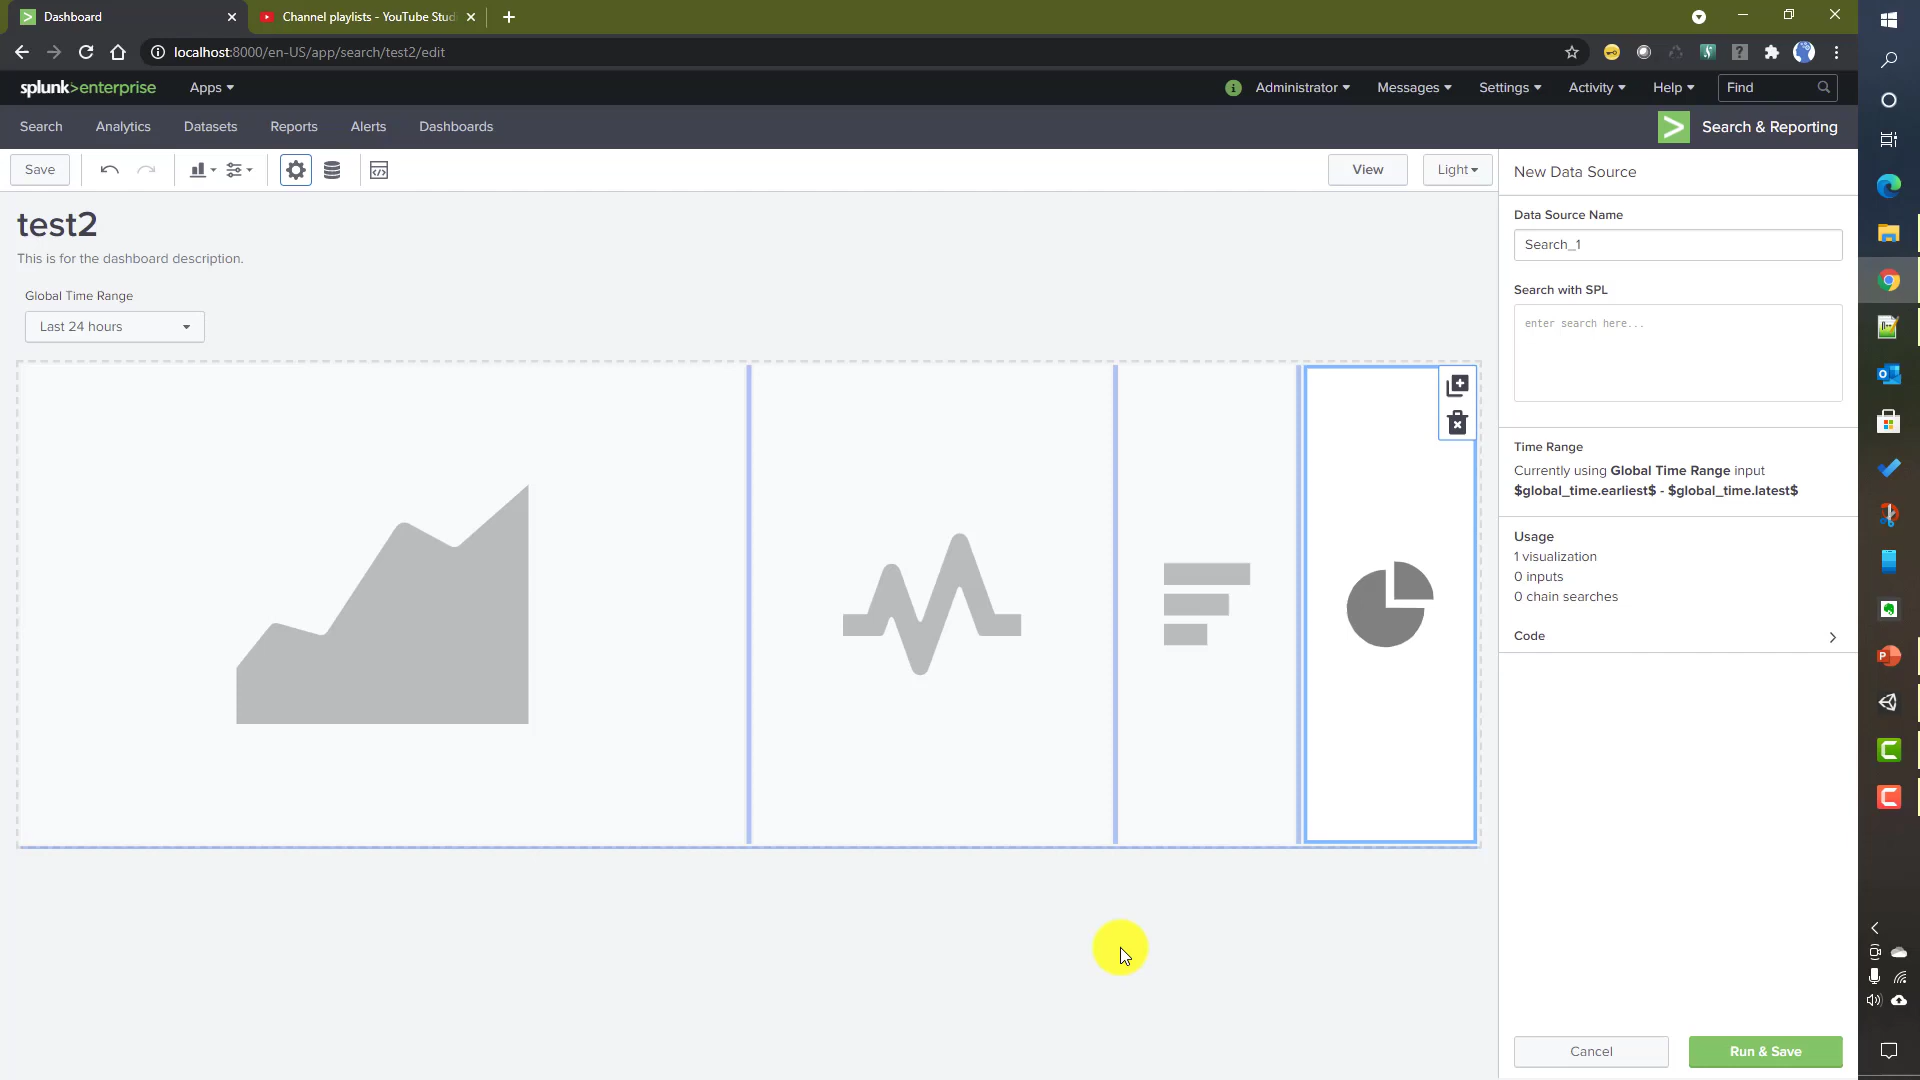 Dashboard
Channel playlists - YouTube Stud
localhost:8000/en-US/app/search/test2/edit
splunk>enterprise
Apps
Administrator
Messages
Settings
Activity
Help
Find
Search
Analytics
Datasets
Reports
Alerts
Dashboards
Search & Reporting
Save
View
Light
New Data Source
test2
This is for the dashboard description.
Global Time Range
Last 24 hours
Data Source Name
Search_1
Search with SPL
enter search here...
Time Range
Currently using Global Time Range input
$global_time.earliest$ - $global_time.latest$
Usage
1 visualization
0 inputs
0 chain searches
Code
Cancel
Run & Save